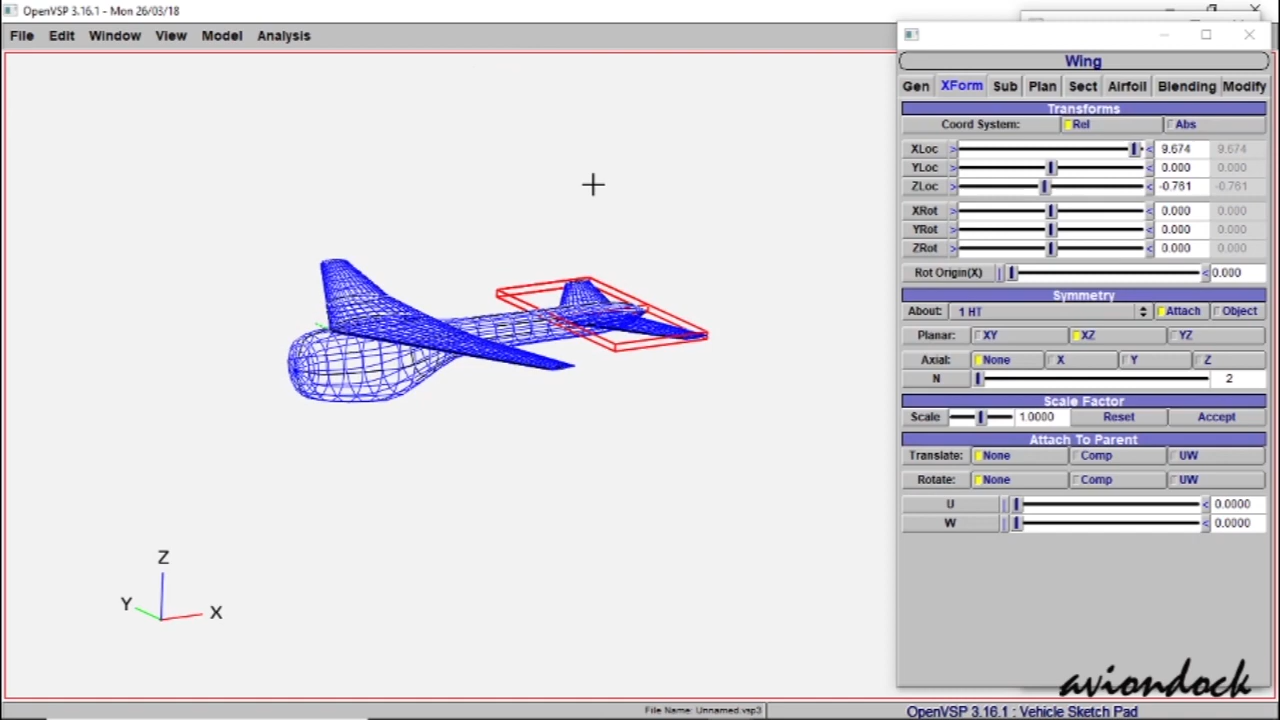 OpenVSP 3.16.1 - Mon 26/03/18
File Edit Window View Model Analysis
Wing
Gen XForm Sub Plan Sect Airfoil Blending Modify
Transforms
Coord System: Rel Abs
XLoc > < 9.674 9.674
YLoc > < 0.000 0.000
ZLoc > < -0.761 -0.761
XRot > < 0.000 0.000
YRot > < 0.000 0.000
ZRot > < 0.000 0.000
Rot Origin(X) | < 0.000
Symmetry
About: 1 HT Attach Object
Planar: XY XZ YZ
Axial: None X Y Z
N 2
Scale Factor
Scale 1.0000 Reset Accept
Attach To Parent
Translate: None Comp UW
Rotate: None Comp UW
U | < 0.0000
W | < 0.0000
Z
Y
X
aviondock
File Name: Unnamed.vsp3
OpenVSP 3.16.1 : Vehicle Sketch Pad